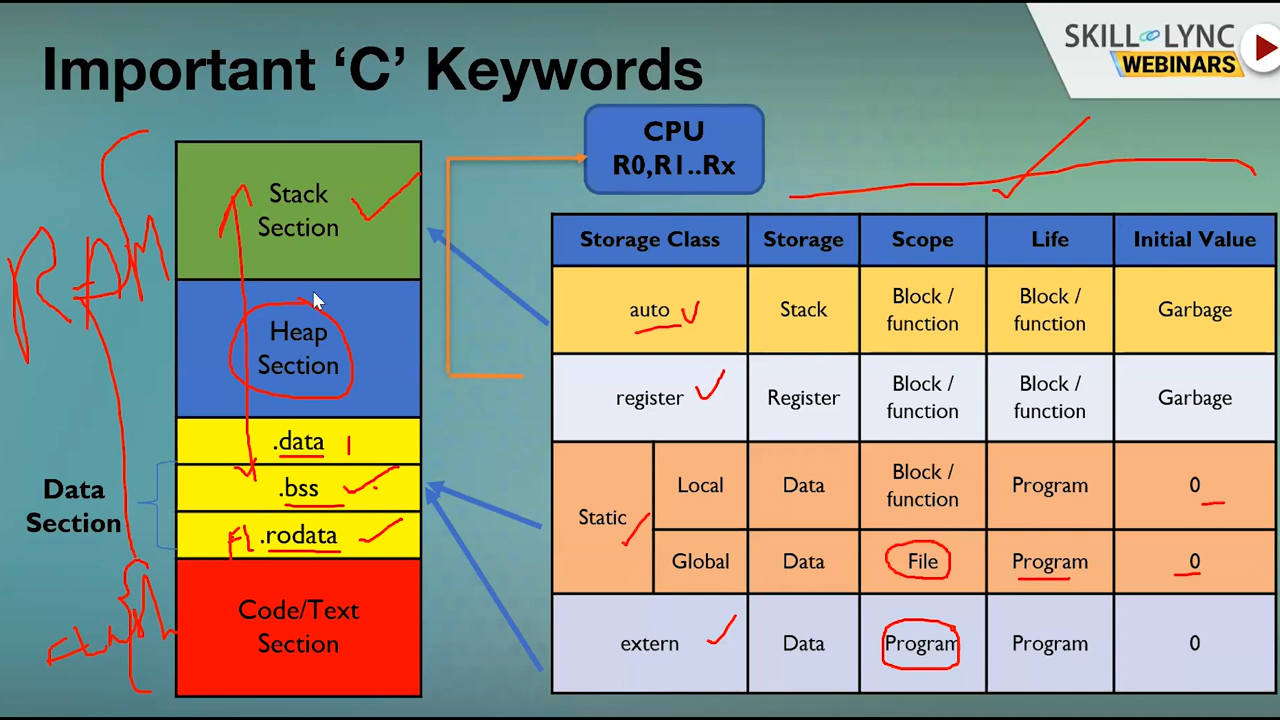 Important ‘C’ Keywords
SKILL LYNC
WEBINARS
CPU
R0,R1..Rx
RAM
Stack
Section
Heap
Section
.data 1
.bss
Fl .rodata
Data
Section
Code/Text
Section
Flash
Storage Class Storage Scope Life Initial Value
auto Stack Block / function Block / function Garbage
register Register Block / function Block / function Garbage
Static
Local Data Block / function Program 0
Global Data File Program 0
extern Data Program Program 0